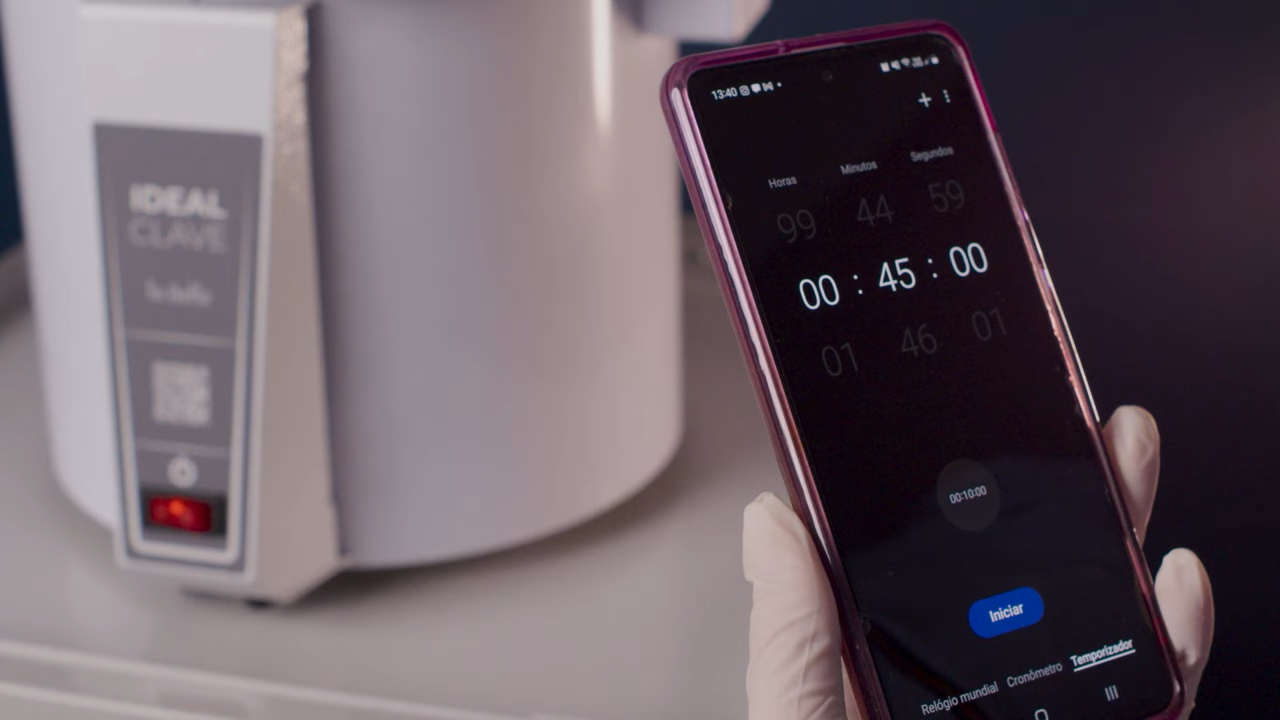 IDEAL
CLAVE
13:40
Horas Minutos Segundos
99 44 59
00 : 45 : 00
01 46 01
00:10:00
Iniciar
Relógio mundial Cronômetro Temporizador